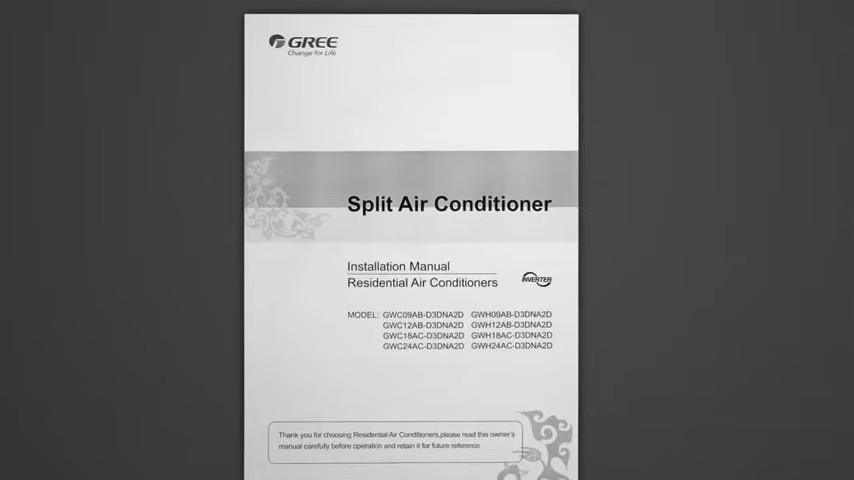 GREE
Change for Life
Split Air Conditioner
Installation Manual
Residential Air Conditioners
INVERTER
MODEL: GWC09AB-D3DNA2D GWH09AB-D3DNA2D
GWC12AB-D3DNA2D GWH12AB-D3DNA2D
GWC18AC-D3DNA2D GWH18AC-D3DNA2D
GWC24AC-D3DNA2D GWH24AC-D3DNA2D
Thank you for choosing Residential Air Conditioners,please read this owner's
manual carefully before operation and retain it for future reference